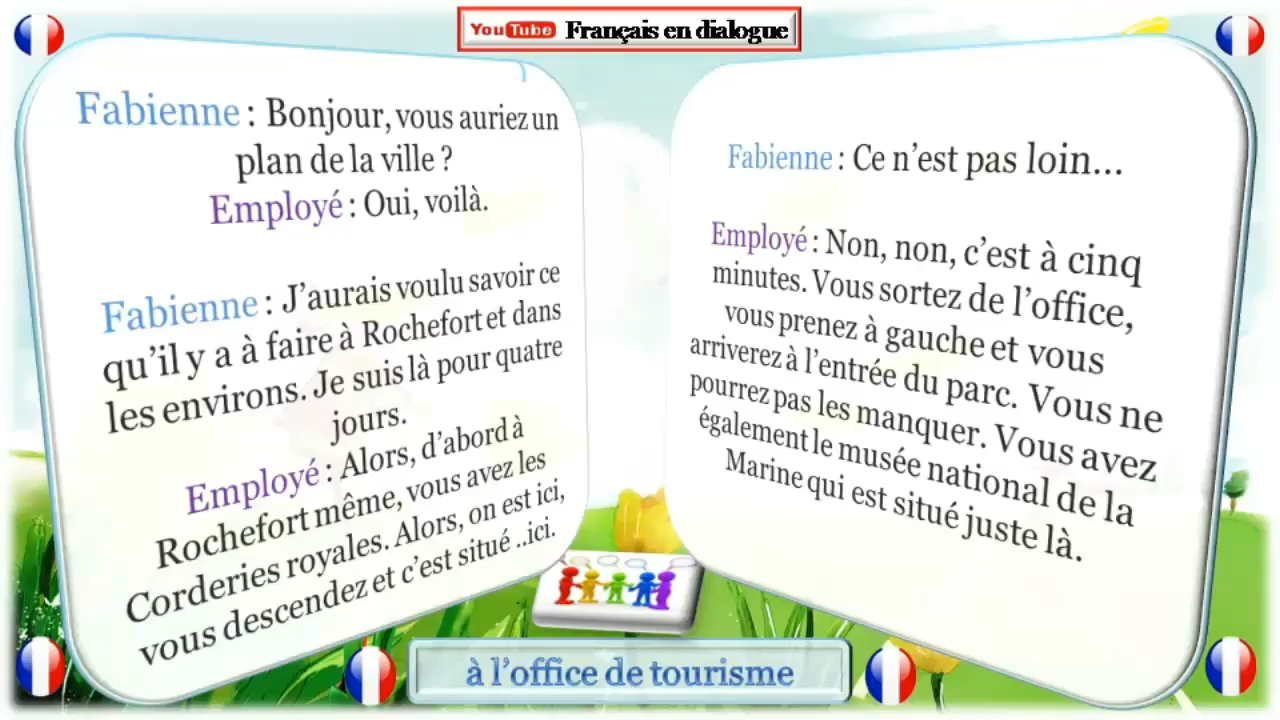 YouTube Français en dialogue
Fabienne : Bonjour, vous auriez un
plan de la ville ?
Employé : Oui, voilà.
Fabienne : J'aurais voulu savoir ce
qu'il y a à faire à Rochefort et dans
les environs. Je suis là pour quatre
jours.
Employé : Alors, d'abord à
Rochefort même, vous avez les
Corderies royales. Alors, on est ici,
vous descendez et c'est situé ..ici.
Fabienne : Ce n'est pas loin...
Employé : Non, non, c'est à cinq
minutes. Vous sortez de l'office,
vous prenez à gauche et vous
arriverez à l'entrée du parc. Vous ne
pourrez pas les manquer. Vous avez
également le musée national de la
Marine qui est situé juste là.
à l'office de tourisme